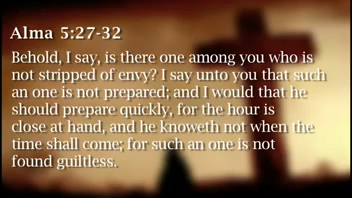 Alma 5:27-32
Behold, I say, is there one among you who is
not stripped of envy? I say unto you that such
an one is not prepared; and I would that he
should prepare quickly, for the hour is
close at hand, and he knoweth not when the
time shall come; for such an one is not
found guiltless.